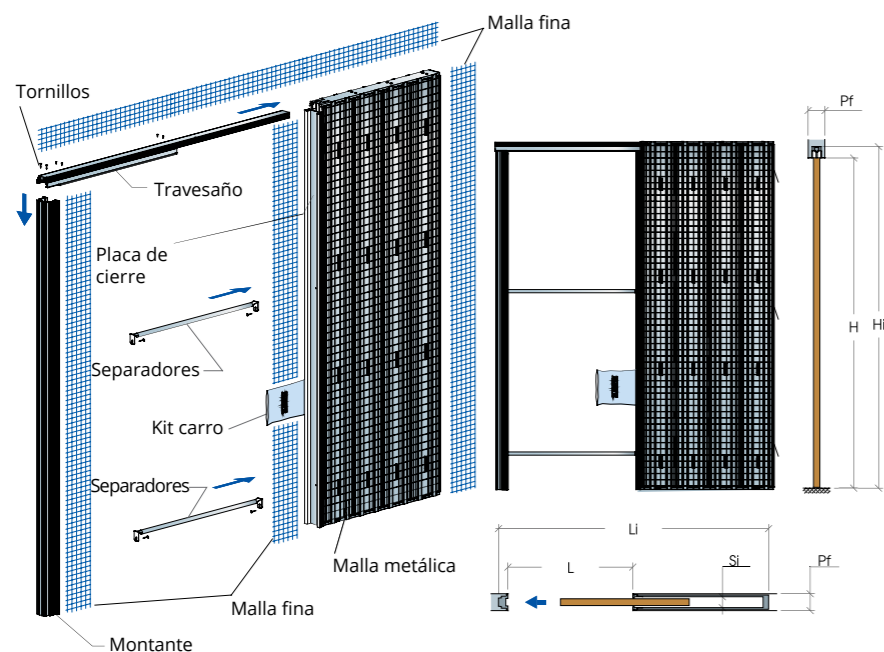 Malla fina
Tornillos
Travesaño
Placa de
cierre
Separadores
Kit carro
Separadores
Malla metálica
Malla fina
Montante
Pf
H
Hi
Li
L
Si
Pf